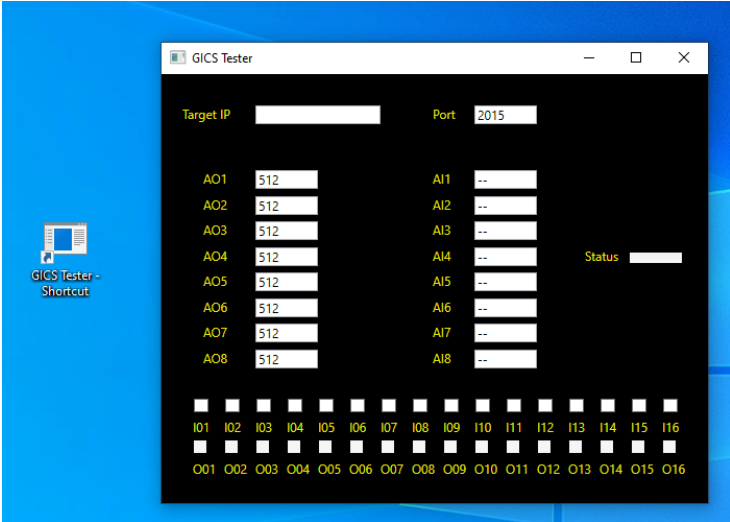 GICS Tester
Target IP Port 2015
AO1 512 AI1 --
AO2 512 AI2 --
AO3 512 AI3 --
AO4 512 AI4 -- Status
AO5 512 AI5 --
AO6 512 AI6 --
AO7 512 AI7 --
AO8 512 AI8 --
I01 I02 I03 I04 I05 I06 I07 I08 I09 I10 I11 I12 I13 I14 I15 I16
O01 O02 O03 O04 O05 O06 O07 O08 O09 O10 O11 O12 O13 O14 O15 O16
GICS Tester -
Shortcut